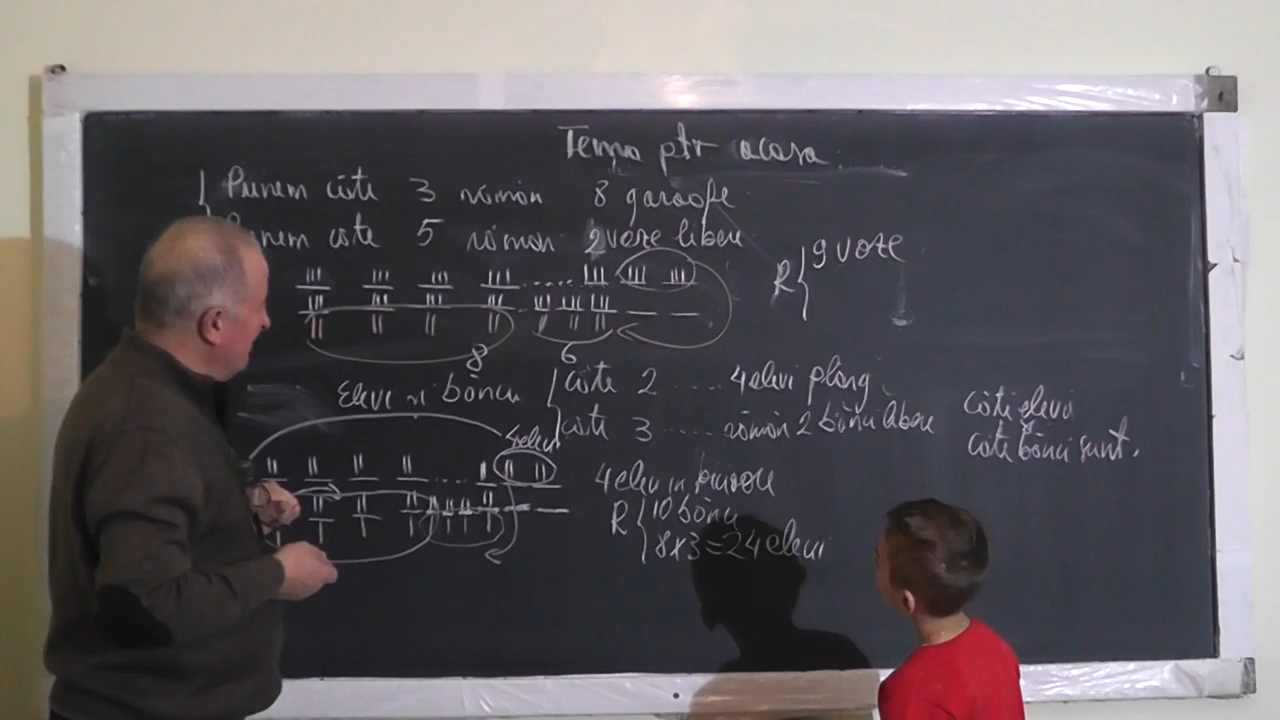 Tema ptr acasa
Punem câte 3 rămân 8 garoafe
Punem câte 5 rămân 2 vaze libere
R { 9 vaze
8 6
Elevi și bănci { câte 2 ..... 4 elevi plâng
câte 3 ..... rămân 2 bănci libere
câți elevi
câte bănci sunt.
4 elevi
4 elevi in picioare
R { 10 bănci
8x3=24 elevi